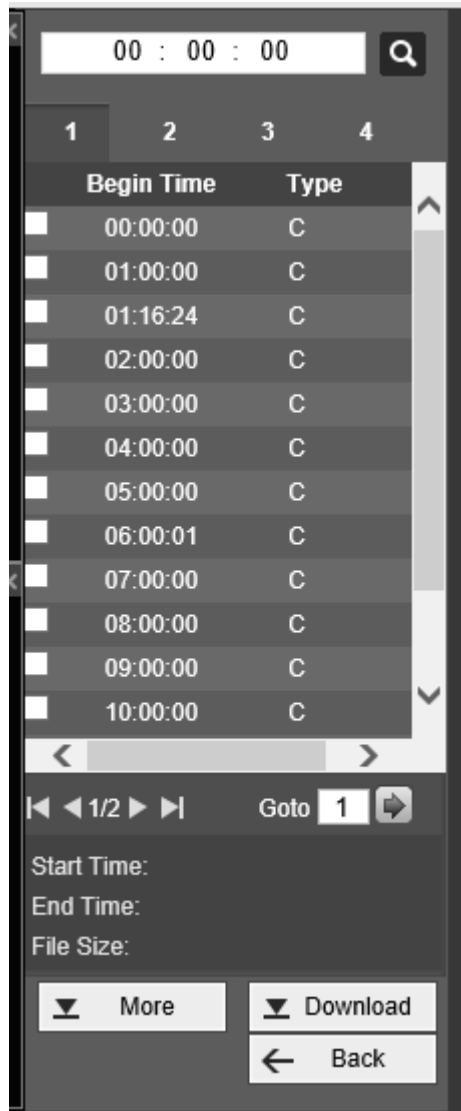 00 : 00 : 00
1 2 3 4
Begin Time Type
00:00:00 C
01:00:00 C
01:16:24 C
02:00:00 C
03:00:00 C
04:00:00 C
05:00:00 C
06:00:01 C
07:00:00 C
08:00:00 C
09:00:00 C
10:00:00 C
1/2 Goto 1
Start Time:
End Time:
File Size:
More Download
Back